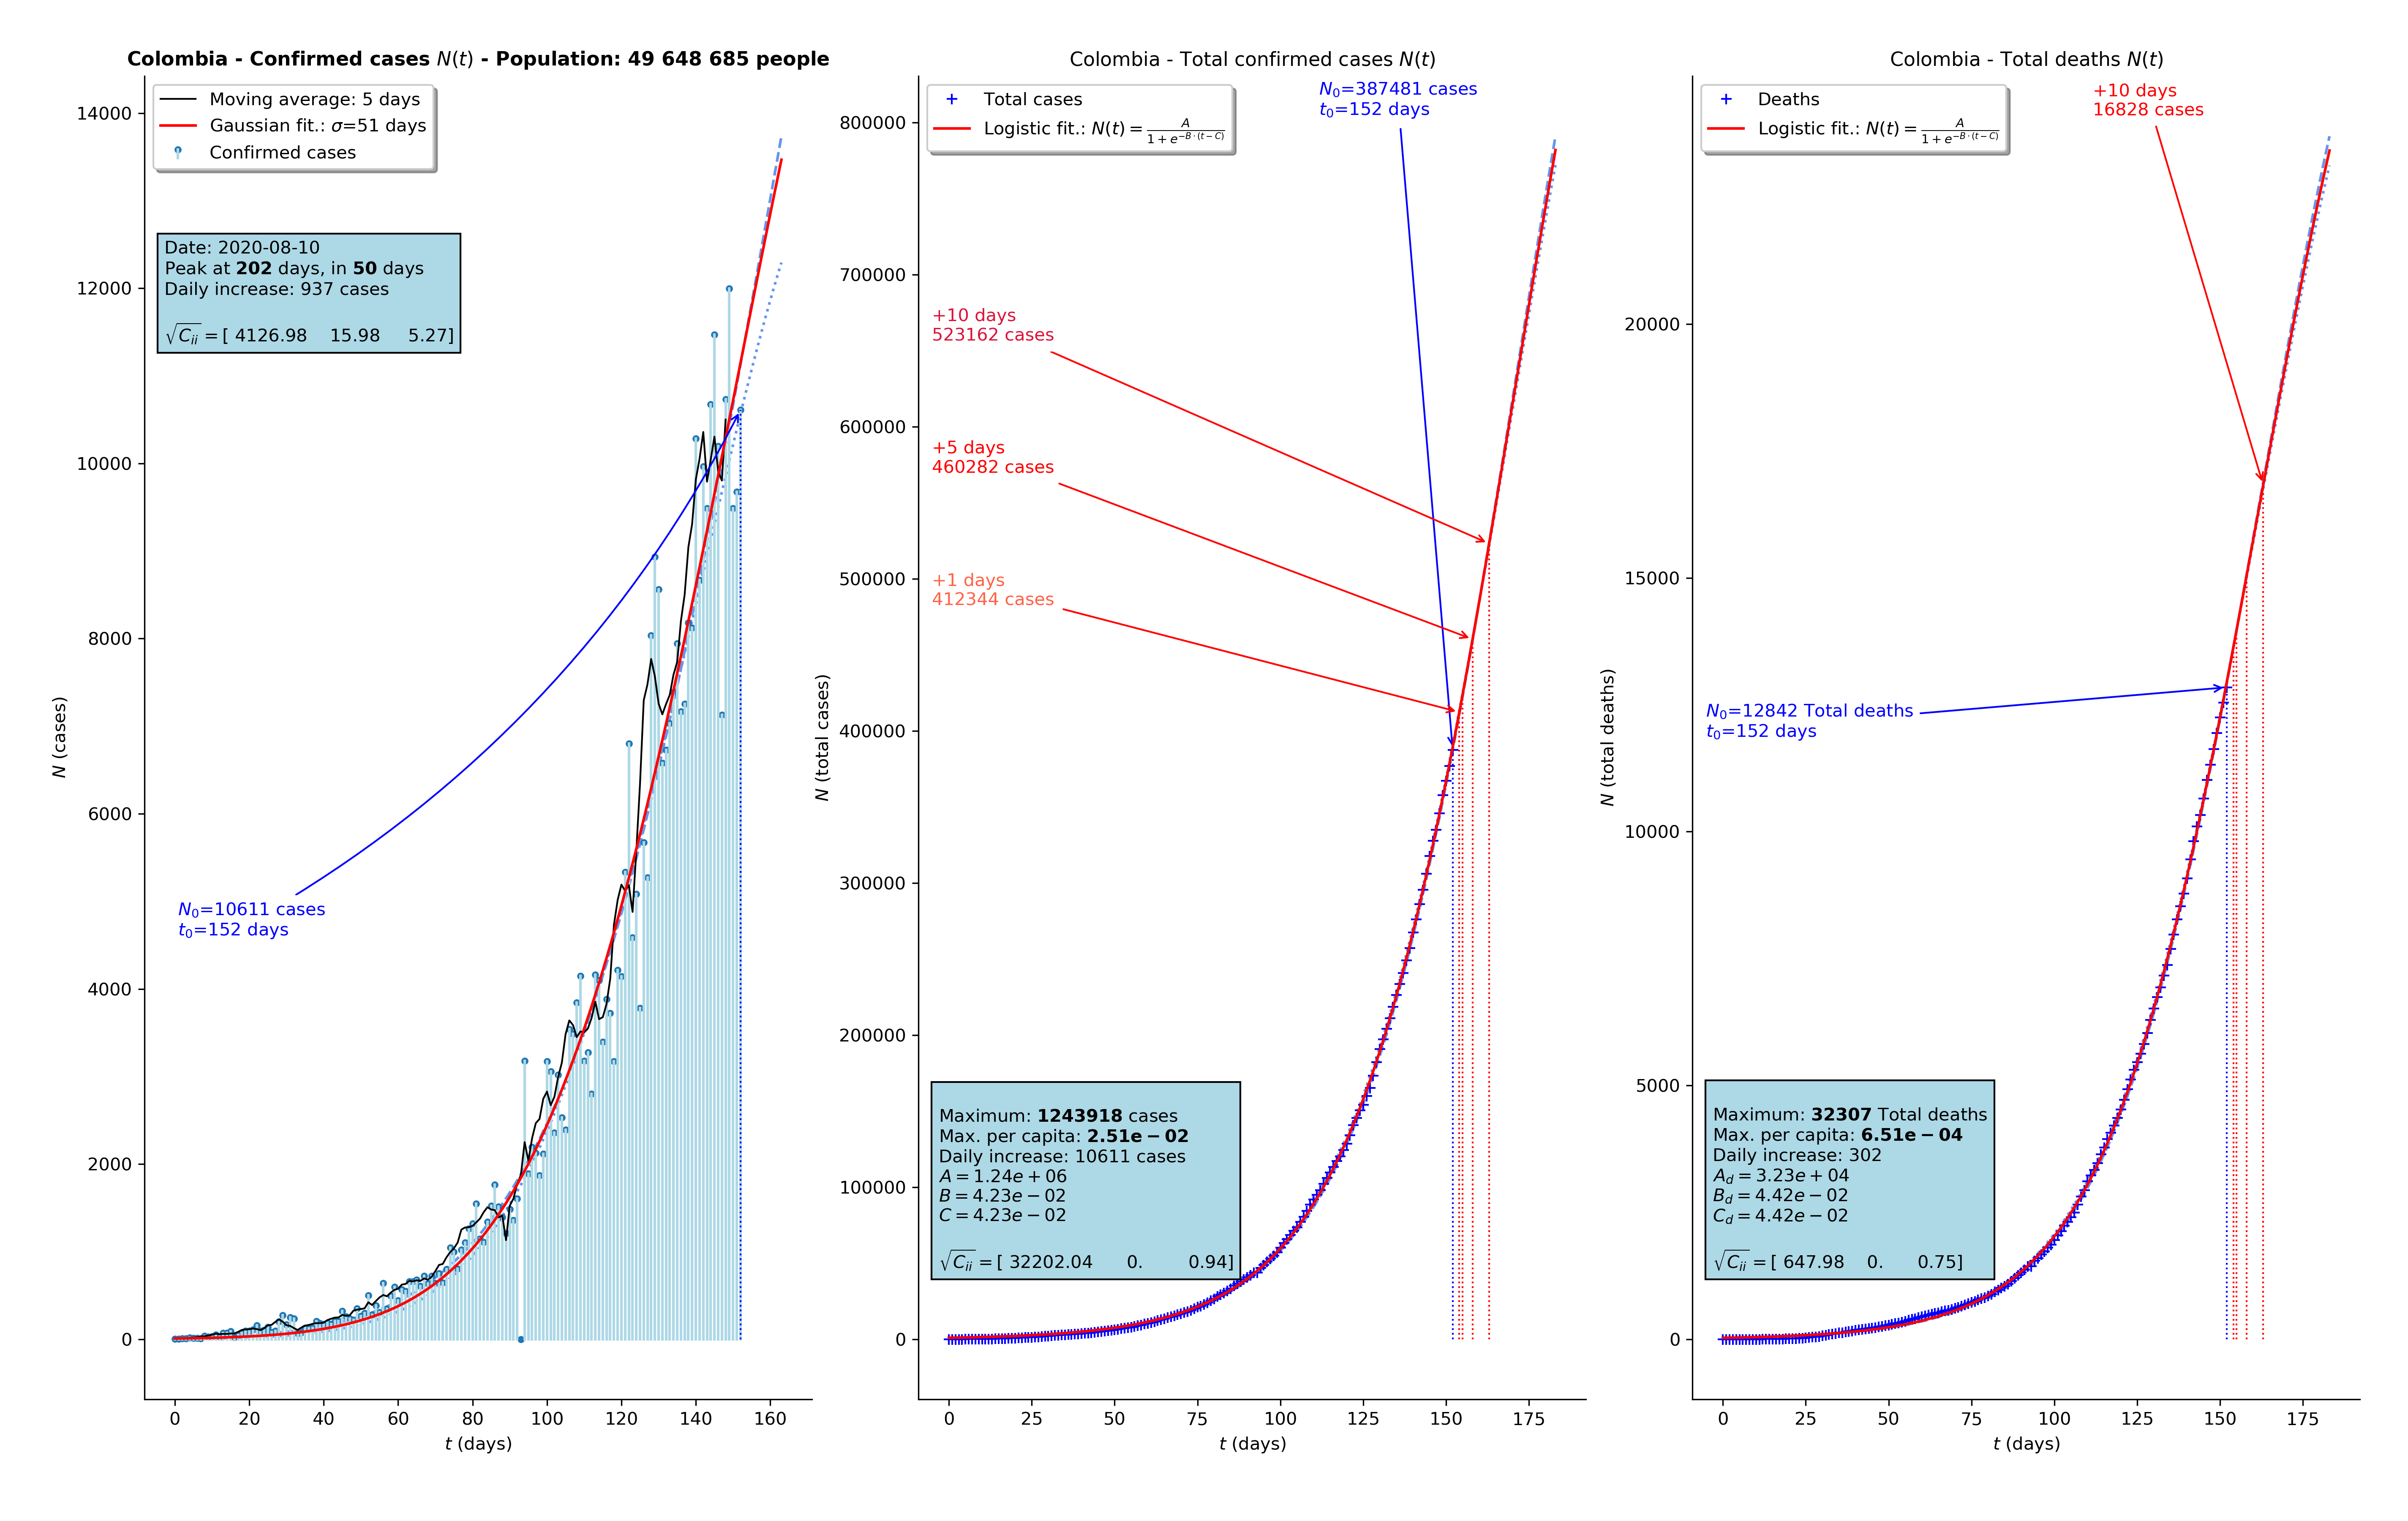 Colombia - Confirmed cases N(t) - Population: 49 648 685 people
Moving average: 5 days
Gaussian fit.: σ=51 days
Confirmed cases
Date: 2020-08-10
Peak at 202 days, in 50 days
Daily increase: 937 cases
√C_ii = [ 4126.98 15.98 5.27]
N_0=10611 cases
t_0=152 days
14000
12000
10000
8000
6000
4000
2000
0
N (cases)
0 20 40 60 80 100 120 140 160
t (days)
Colombia - Total confirmed cases N(t)
Total cases
Logistic fit.: N(t) = A / (1 + e^{−B·(t−C)})
N_0=387481 cases
t_0=152 days
+10 days
523162 cases
+5 days
460282 cases
+1 days
412344 cases
Maximum: 1243918 cases
Max. per capita: 2.51e − 02
Daily increase: 10611 cases
A = 1.24e + 06
B = 4.23e − 02
C = 4.23e − 02
√C_ii = [ 32202.04 0. 0.94]
800000
700000
600000
500000
400000
300000
200000
100000
0
N (total cases)
0 25 50 75 100 125 150 175
t (days)
Colombia - Total deaths N(t)
Deaths
Logistic fit.: N(t) = A / (1 + e^{−B·(t−C)})
+10 days
16828 cases
N_0=12842 Total deaths
t_0=152 days
Maximum: 32307 Total deaths
Max. per capita: 6.51e − 04
Daily increase: 302
A_d = 3.23e + 04
B_d = 4.42e − 02
C_d = 4.42e − 02
√C_ii = [ 647.98 0. 0.75]
20000
15000
10000
5000
0
N (total deaths)
0 25 50 75 100 125 150 175
t (days)